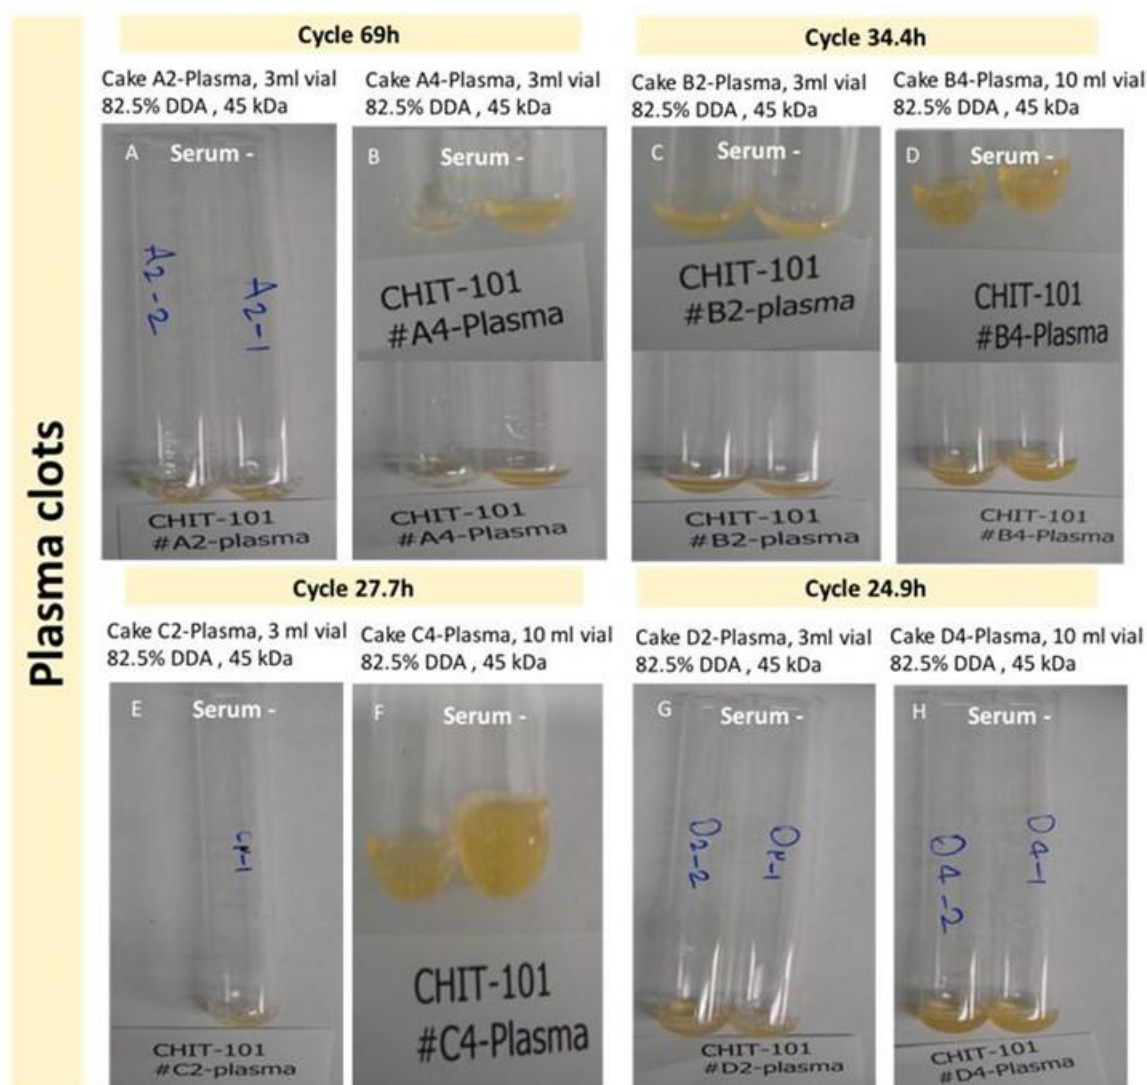 Plasma clots
Cycle 69h
Cycle 34.4h
Cake A2-Plasma, 3ml vial
82.5% DDA , 45 kDa
Cake A4-Plasma, 3ml vial
82.5% DDA , 45 kDa
Cake B2-Plasma, 3ml vial
82.5% DDA , 45 kDa
Cake B4-Plasma, 10 ml vial
82.5% DDA , 45 kDa
A Serum -
A2-2
A2-1
CHIT-101
#A2-plasma
B Serum -
CHIT-101
#A4-Plasma
CHIT-101
#A4-Plasma
C Serum -
CHIT-101
#B2-plasma
CHIT-101
#B2-plasma
D Serum -
CHIT-101
#B4-Plasma
CHIT-101
#B4-Plasma
Cycle 27.7h
Cycle 24.9h
Cake C2-Plasma, 3 ml vial
82.5% DDA , 45 kDa
Cake C4-Plasma, 10 ml vial
82.5% DDA , 45 kDa
Cake D2-Plasma, 3ml vial
82.5% DDA , 45 kDa
Cake D4-Plasma, 10 ml vial
82.5% DDA , 45 kDa
E Serum -
CHIT-101
#C2-plasma
F Serum -
CHIT-101
#C4-Plasma
G Serum -
D2-2
CHIT-101
#D2-plasma
H Serum -
D4-2
D4-1
CHIT-101
#D4-Plasma